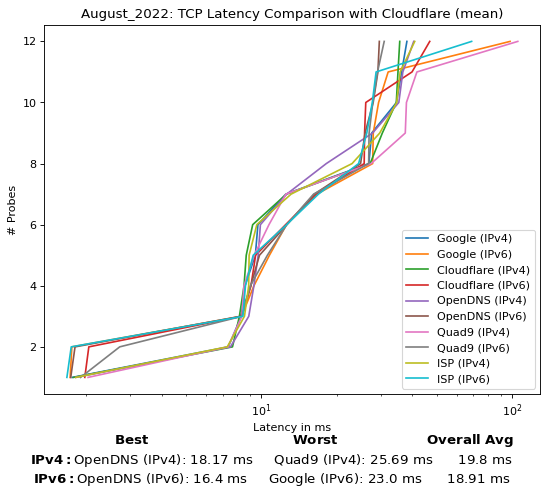 August_2022: TCP Latency Comparison with Cloudflare (mean)
# Probes
12
10
8
6
4
2
Google (IPv4)
Google (IPv6)
Cloudflare (IPv4)
Cloudflare (IPv6)
OpenDNS (IPv4)
OpenDNS (IPv6)
Quad9 (IPv4)
Quad9 (IPv6)
ISP (IPv4)
ISP (IPv6)
10¹ 10²
Latency in ms
Best Worst Overall Avg
IPv4: OpenDNS (IPv4): 18.17 ms Quad9 (IPv4): 25.69 ms 19.8 ms
IPv6: OpenDNS (IPv6): 16.4 ms Google (IPv6): 23.0 ms 18.91 ms